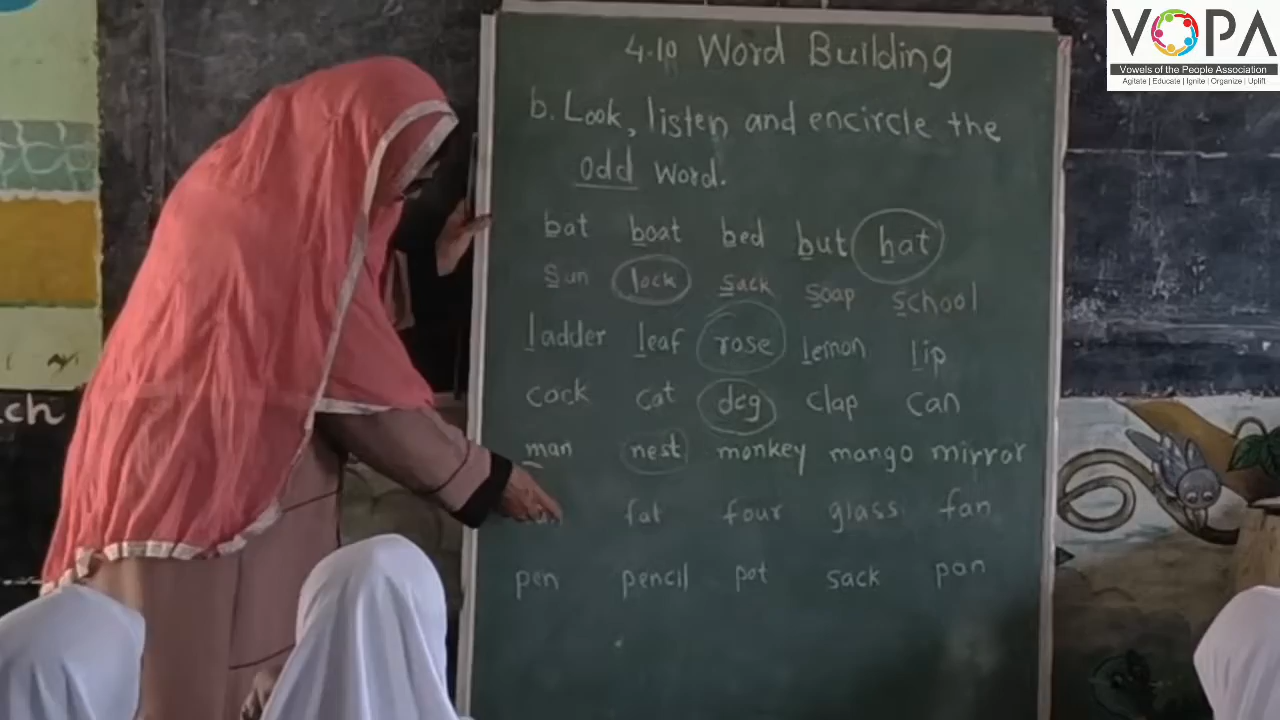 VOPA
Vowels of the People Association
Agitate | Educate | Ignite | Organize | Uplift
4.19 Word Building
b. Look, listen and encircle the
odd word.
bat boat bed but hat
Sun lock sack soap school
ladder leaf rose lemon lip
cock cat dog clap can
man nest monkey mango mirror
fat four glass fan
pen pencil pot sack pan
ch